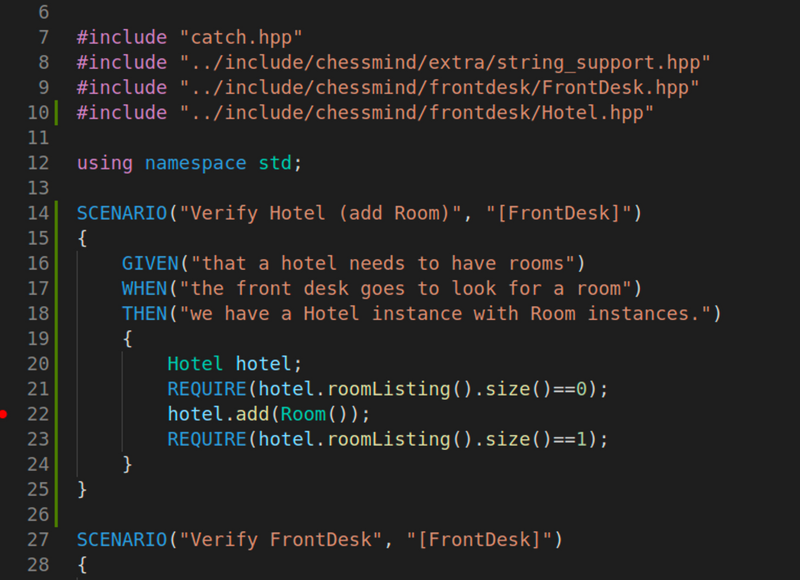 6
7 #include "catch.hpp"
8 #include "../include/chessmind/extra/string_support.hpp"
9 #include "../include/chessmind/frontdesk/FrontDesk.hpp"
10 #include "../include/chessmind/frontdesk/Hotel.hpp"
11
12 using namespace std;
13
14 SCENARIO("Verify Hotel (add Room)", "[FrontDesk]")
15 {
16     GIVEN("that a hotel needs to have rooms")
17     WHEN("the front desk goes to look for a room")
18     THEN("we have a Hotel instance with Room instances.")
19     {
20         Hotel hotel;
21         REQUIRE(hotel.roomListing().size()==0);
22         hotel.add(Room());
23         REQUIRE(hotel.roomListing().size()==1);
24     }
25 }
26
27 SCENARIO("Verify FrontDesk", "[FrontDesk]")
28 {